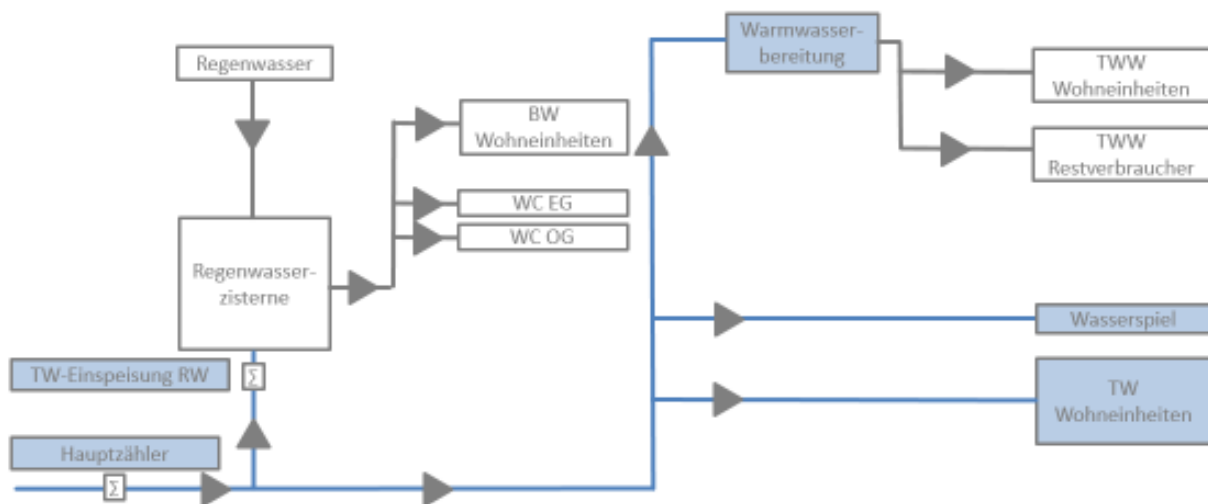 Warmwasser-
bereitung
Regenwasser
TWW
Wohneinheiten
BW
Wohneinheiten
TWW
Restverbraucher
WC EG
WC OG
Regenwasser-
zisterne
Wasserspiel
TW-Einspeisung RW
Σ
TW
Wohneinheiten
Hauptzähler
Σ